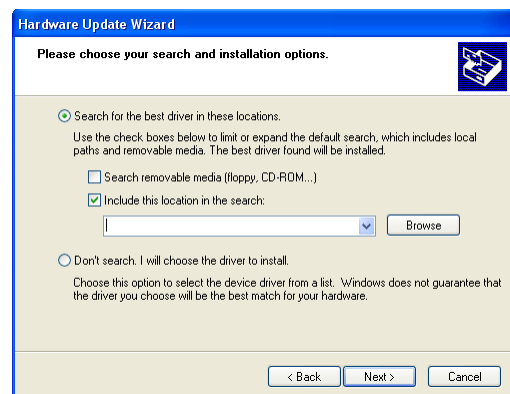 Hardware Update Wizard
Please choose your search and installation options.
Search for the best driver in these locations.
Use the check boxes below to limit or expand the default search, which includes local
paths and removable media. The best driver found will be installed.
Search removable media (floppy, CD-ROM...)
Include this location in the search:
Browse
Don't search. I will choose the driver to install.
Choose this option to select the device driver from a list. Windows does not guarantee that
the driver you choose will be the best match for your hardware.
< Back Next > Cancel